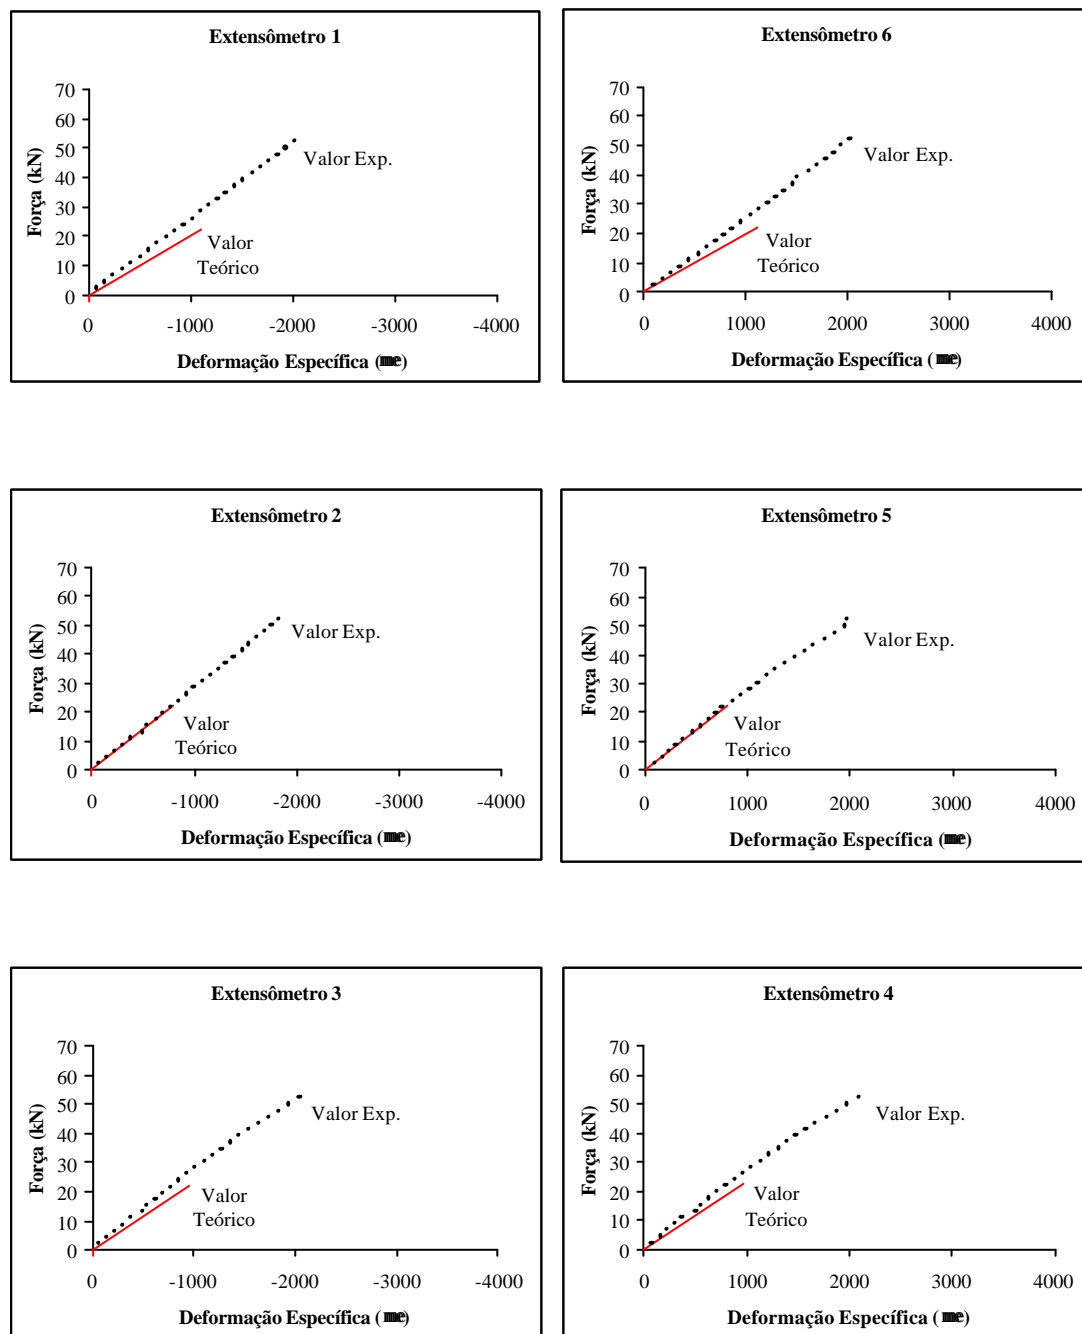 Extensômetro 1
70
60
50
40
30
20
10
0
Força (kN)
Valor Exp.
Valor
Teórico
0 -1000 -2000 -3000 -4000
Deformação Específica (me)
Extensômetro 6
70
60
50
40
30
20
10
0
Força (kN)
Valor Exp.
Valor
Teórico
0 1000 2000 3000 4000
Deformação Específica (me)
Extensômetro 2
70
60
50
40
30
20
10
0
Força (kN)
Valor Exp.
Valor
Teórico
0 -1000 -2000 -3000 -4000
Deformação Específica (me)
Extensômetro 5
70
60
50
40
30
20
10
0
Força (kN)
Valor Exp.
Valor
Teórico
0 1000 2000 3000 4000
Deformação Específica (me)
Extensômetro 3
70
60
50
40
30
20
10
0
Força (kN)
Valor Exp.
Valor
Teórico
0 -1000 -2000 -3000 -4000
Deformação Específica (me)
Extensômetro 4
70
60
50
40
30
20
10
0
Força (kN)
Valor Exp.
Valor
Teórico
0 1000 2000 3000 4000
Deformação Específica (me)